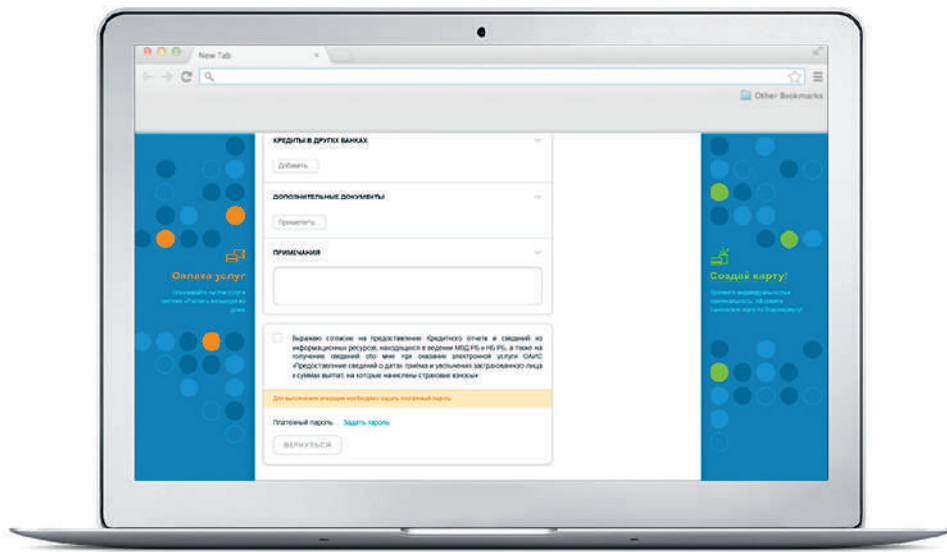 New Tab
Other Bookmarks
КРЕДИТЫ В ДРУГИХ БАНКАХ
Добавить...
ДОПОЛНИТЕЛЬНЫЕ ДОКУМЕНТЫ
Прикрепить...
ПРИМЕЧАНИЯ
Оплата услуг
Создай карту!
Выражаю согласие на предоставление Кредитного отчета и сведений из
информационных ресурсов, находящихся в ведении МВД РБ и НБ РБ, а также на
получение сведений обо мне при оказании электронной услуги ОАИС
«Предоставление сведений о датах приёма и увольнения застрахованного лица
и суммах выплат, на которые начислены страховые взносы»
Для выполнения операции необходимо задать платежный пароль
Платежный пароль Задать пароль
ВЕРНУТЬСЯ